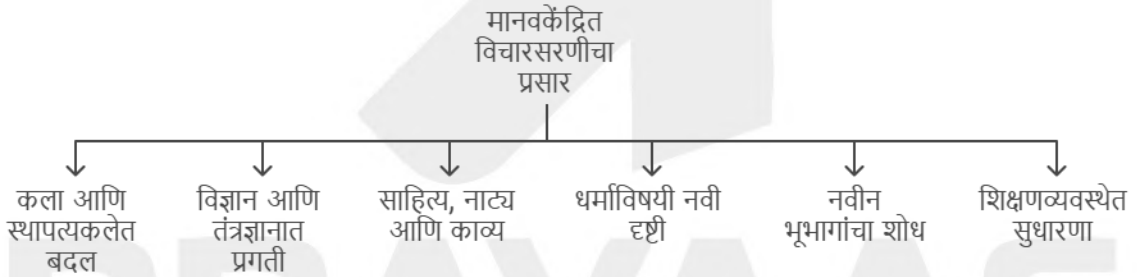 मानवकेंद्रित
विचारसरणीचा
प्रसार
कला आणि
स्थापत्यकलेत
बदल
विज्ञान आणि
तंत्रज्ञानात
प्रगती
साहित्य, नाट्य
आणि काव्य
धर्माविषयी नवी
दृष्टी
नवीन
भूभागांचा शोध
शिक्षणव्यवस्थेत
सुधारणा